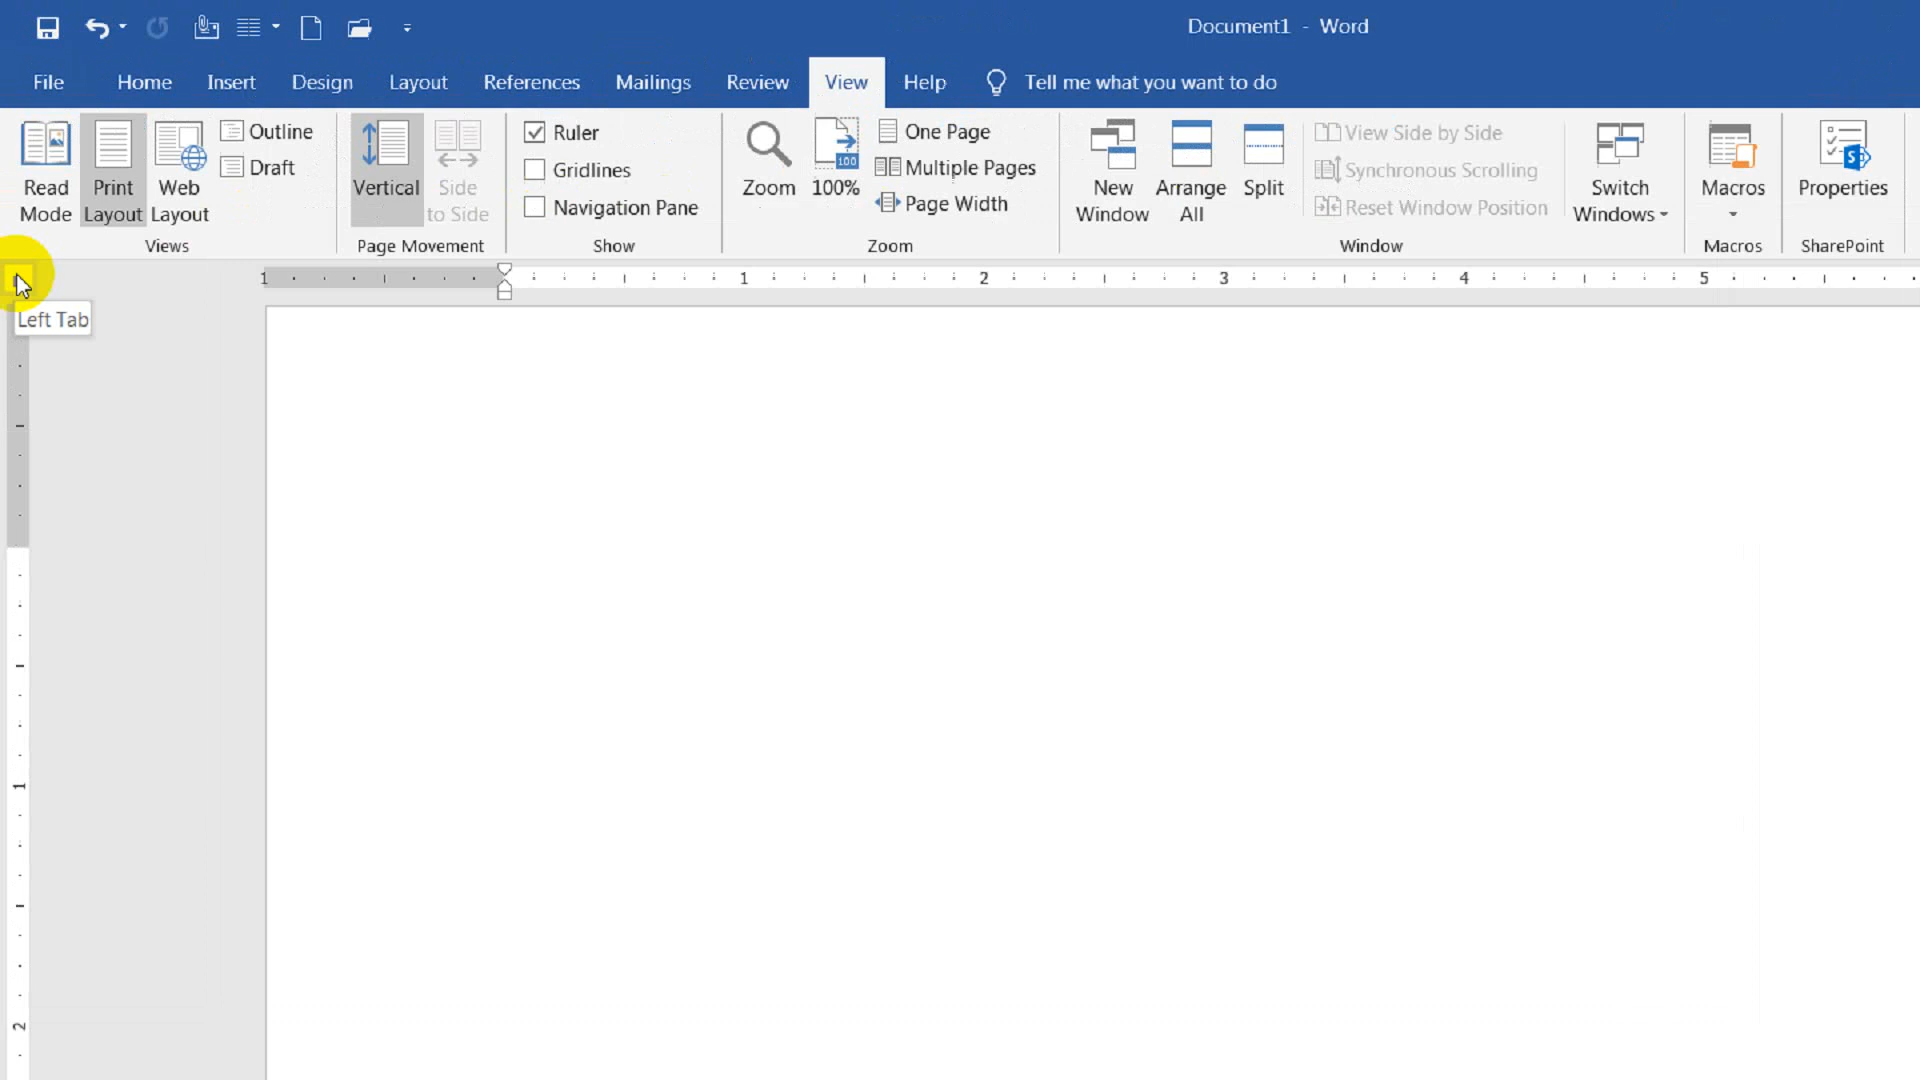 Document1 - Word
File Home Insert Design Layout References Mailings Review View Help Tell me what you want to do
Read Mode
Print Layout
Web Layout
Outline
Draft
Views
Vertical
Side to Side
Page Movement
Ruler
Gridlines
Navigation Pane
Show
Zoom
100
100%
One Page
Multiple Pages
Page Width
Zoom
New Window
Arrange All
Split
View Side by Side
Synchronous Scrolling
Reset Window Position
Switch Windows
Window
Macros
Macros
S
Properties
SharePoint
1 1 2 3 4 5
Left Tab
1
2